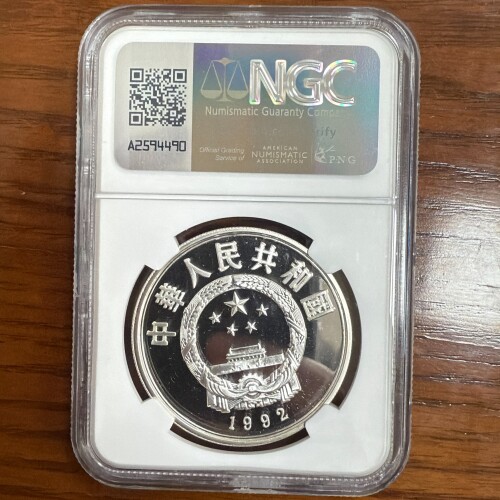 NGC
Numismatic Guaranty Comp
A2594490
Official Grading
Service of
AMERICAN
NUMISMATIC
ASSOCIATION
PNG
中華人民共和國
1992